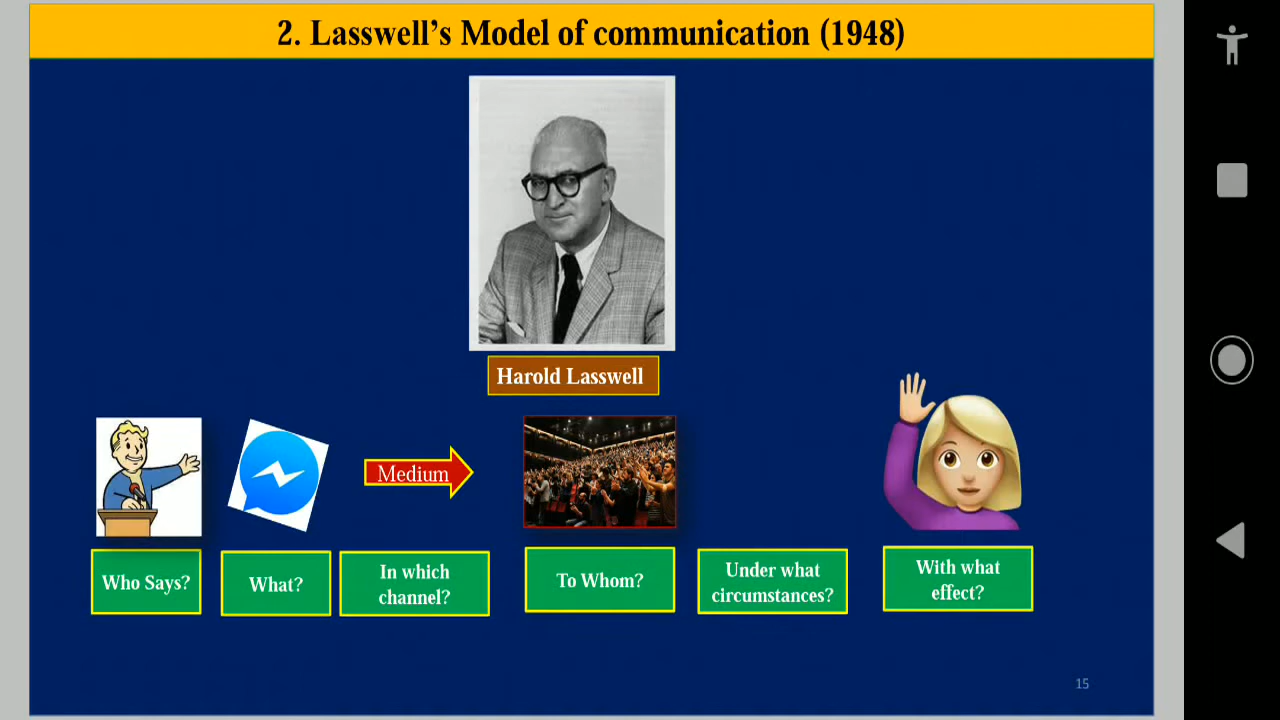 2. Lasswell's Model of communication (1948)
Harold Lasswell
Medium
Who Says?
What?
In which
channel?
To Whom?
Under what
circumstances?
With what
effect?
15